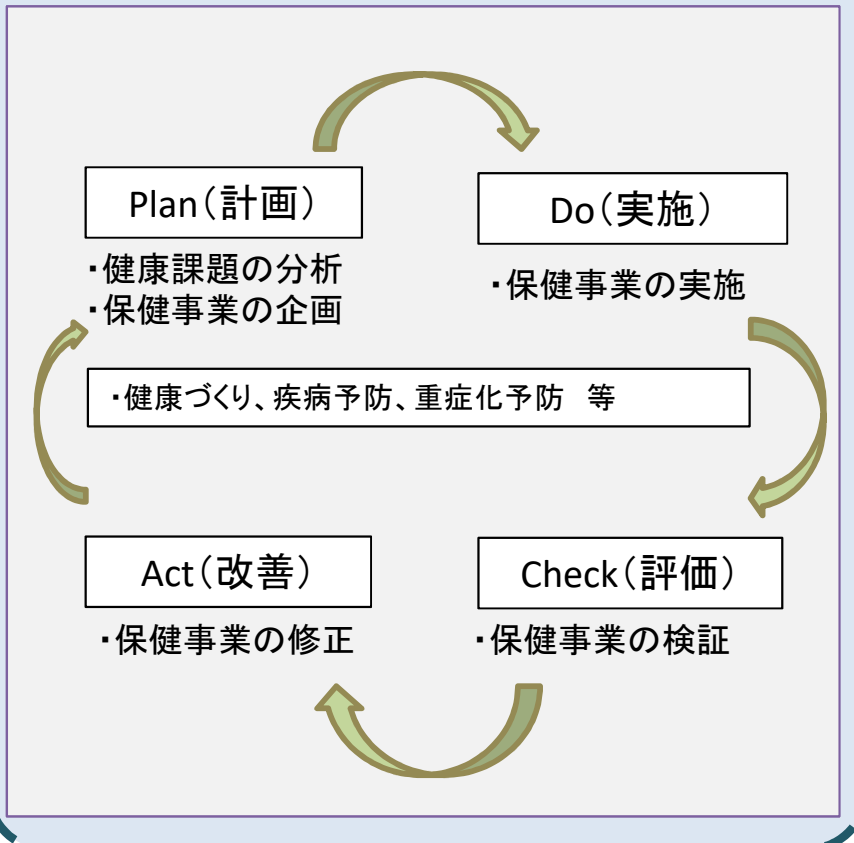 Plan（計画）
・健康課題の分析
・保健事業の企画
Do（実施）
・保健事業の実施
・健康づくり、疾病予防、重症化予防　等
Act（改善）
・保健事業の修正
Check（評価）
・保健事業の検証